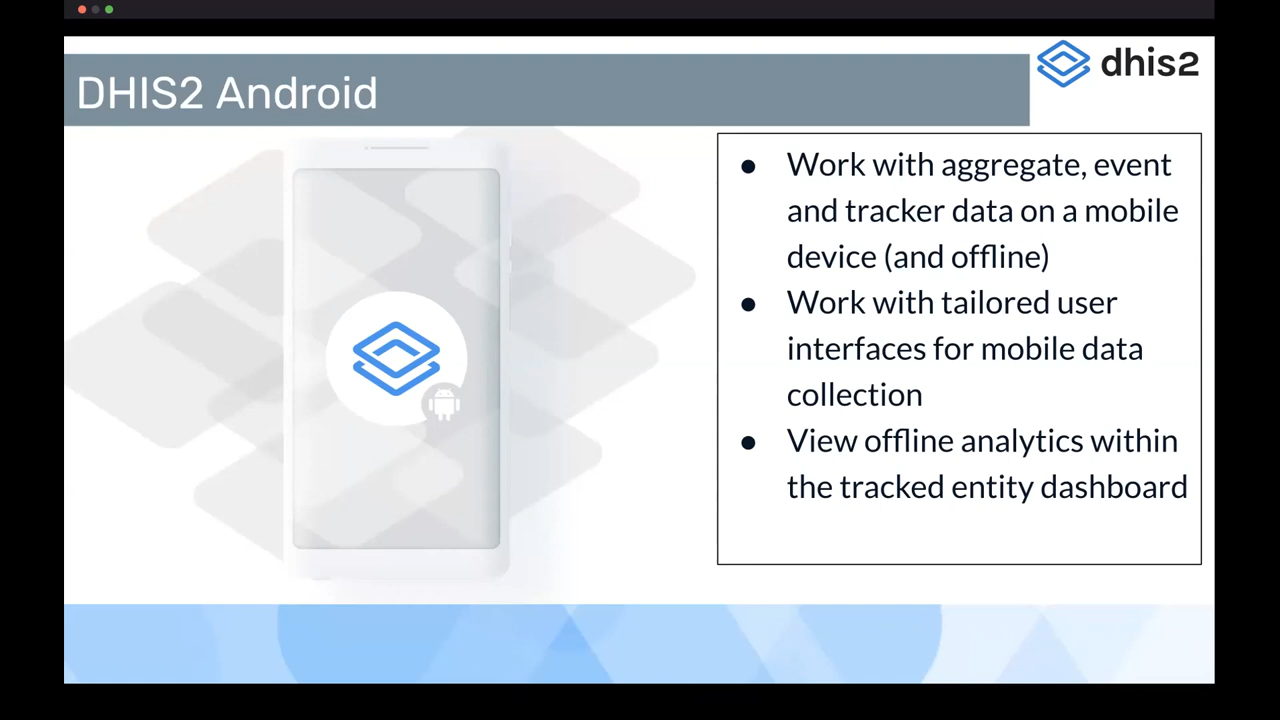 dhis2
DHIS2 Android
● Work with aggregate, event
and tracker data on a mobile
device (and offline)
● Work with tailored user
interfaces for mobile data
collection
● View offline analytics within
the tracked entity dashboard